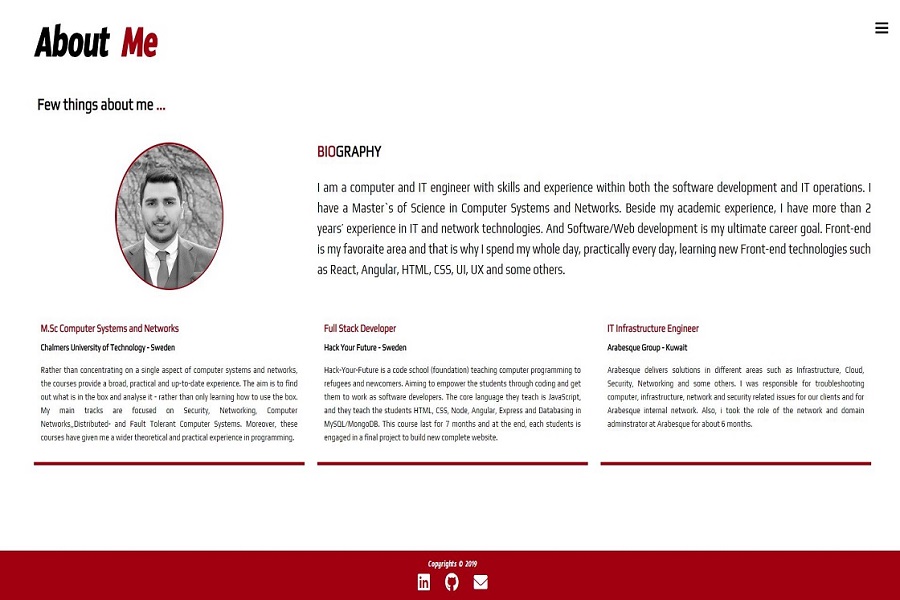 About Me
Few things about me ...
BIOGRAPHY
I am a computer and IT engineer with skills and experience within both the software development and IT operations. I
have a Master`s of Science in Computer Systems and Networks. Beside my academic experience, I have more than 2
years' experience in IT and network technologies. And Software/Web development is my ultimate career goal. Front-end
is my favoraite area and that is why I spend my whole day, practically every day, learning new Front-end technologies such
as React, Angular, HTML, CSS, UI, UX and some others.
M.Sc Computer Systems and Networks
Chalmers University of Technology - Sweden
Rather than concentrating on a single aspect of computer systems and networks,
the courses provide a broad, practical and up-to-date experience. The aim is to find
out what is in the box and analyse it - rather than only learning how to use the box.
My main tracks are focused on Security, Networking, Computer
Networks,,Distributed- and Fault Tolerant Computer Systems. Moreover, these
courses have given me a wider theoretical and practical experience in programming.
Full Stack Developer
Hack Your Future - Sweden
Hack-Your-Future is a code school (foundation) teaching computer programming to
refugees and newcomers. Aiming to empower the students through coding and get
them to work as software developers. The core language they teach is JavaScript,
and they teach the students HTML, CSS, Node, Angular, Express and Databasing in
MySQL/MongoDB. This course last for 7 months and at the end, each students is
engaged in a final project to build new complete website.
IT Infrastructure Engineer
Arabesque Group - Kuwait
Arabesque delivers solutions in different areas such as Infrastructure, Cloud,
Security, Networking and some others. I was responsible for troubleshooting
computer, infrastructure, network and security related issues for our clients and for
Arabesque internal network. Also, i took the role of the network and domain
adminstrator at Arabesque for about 6 months.
Copyrights © 2019